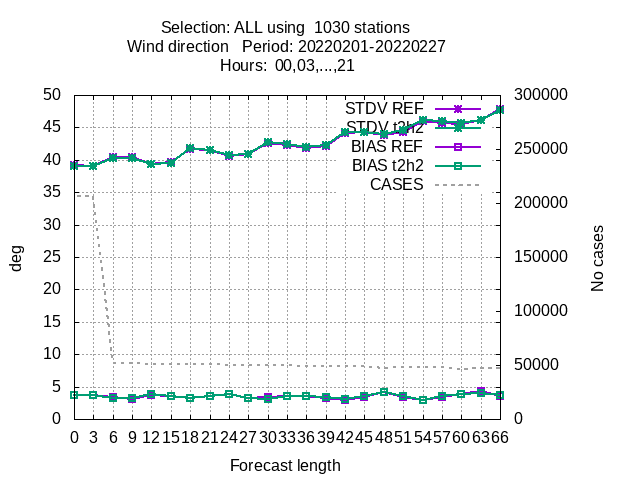 Selection: ALL using  1030 stations
Wind direction   Period: 20220201-20220227
Hours:  00,03,...,21
50
45
40
35
30
25
20
15
10
5
0
300000
250000
200000
150000
100000
50000
0
STDV REF
STDV t2h2
BIAS REF
BIAS t2h2
CASES
deg
No cases
0 3 6 9 12 15 18 21 24 27 30 33 36 39 42 45 48 51 54 57 60 63 66
Forecast length